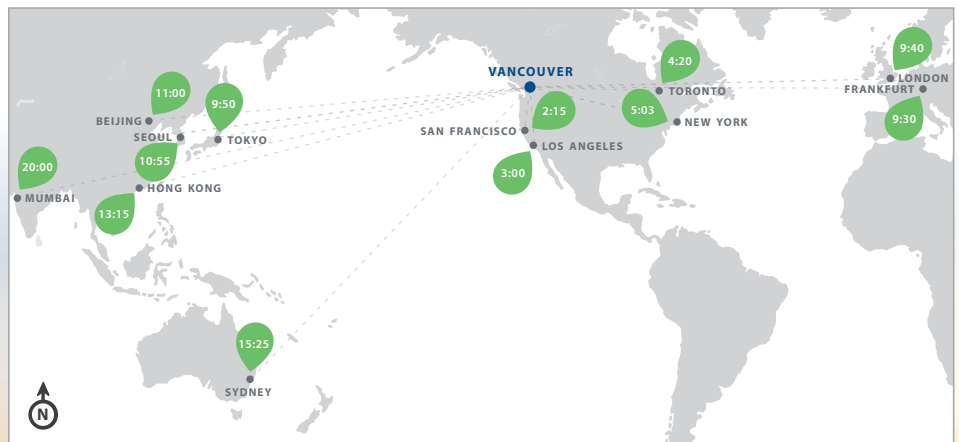 9:40
4:20
VANCOUVER
LONDON
11:00
FRANKFURT
TORONTO
9:50
2:15
5:03
9:30
BEIJING
NEW YORK
SAN FRANCISCO
SEOUL
TOKYO
LOS ANGELES
10:55
20:00
3:00
HONG KONG
MUMBAI
13:15
15:25
SYDNEY
N